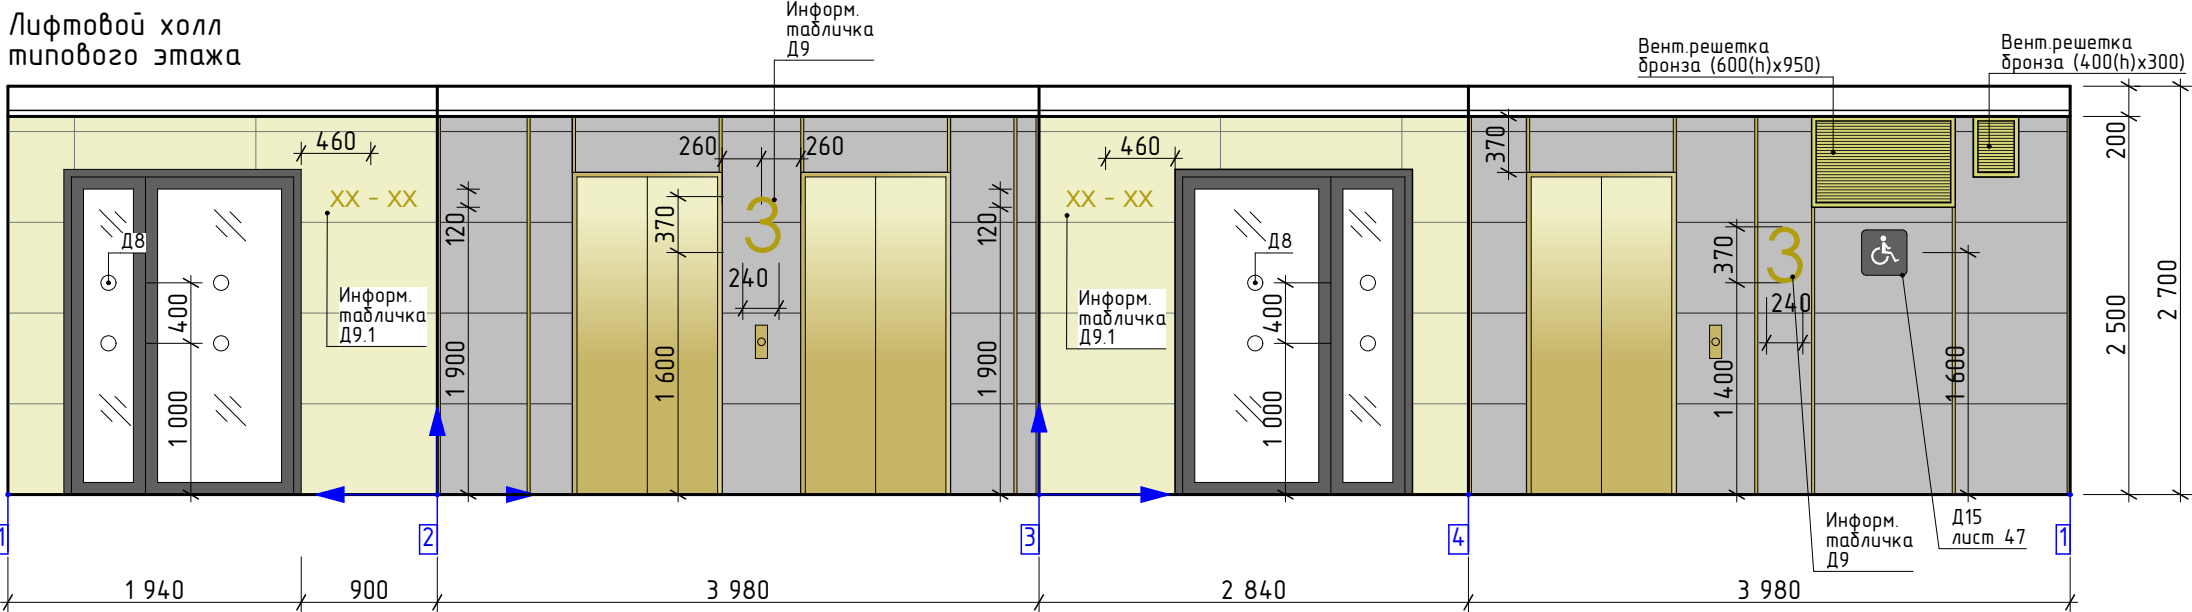 Лифтовой холл
типового этажа
Информ.
табличка
Д9
Вент.решетка
бронза (600(h)х950)
Вент.решетка
бронза (400(h)х300)
460
XX - XX
Д8
400
1 000
Информ.
табличка
Д9.1
120
1 900
260
260
370
3
240
1 600
120
1 900
460
XX - XX
Д8
400
1 000
Информ.
табличка
Д9.1
370
370
3
240
1 400
1 600
200
2 500
2 700
1
2
3
4
1
Информ.
табличка
Д9
Д15
лист 47
1 940
900
3 980
2 840
3 980